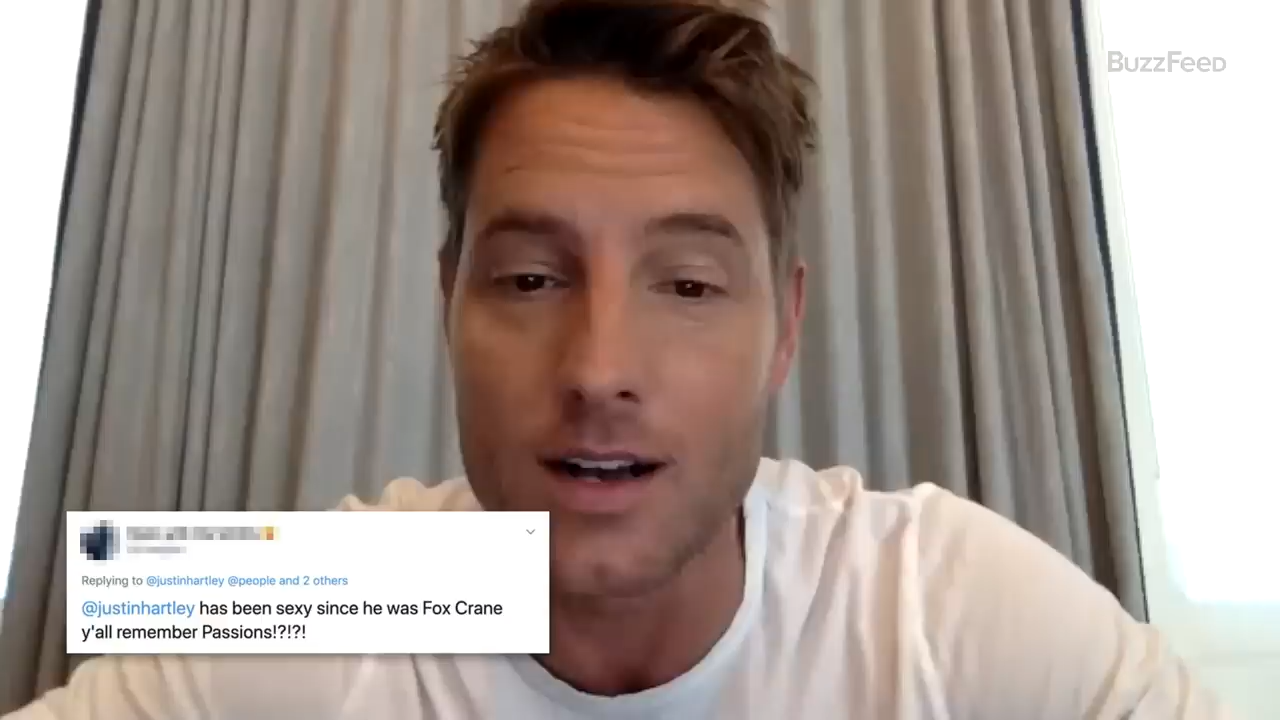 BuzzFeed
Replying to @justinhartley @people and 2 others
@justinhartley has been sexy since he was Fox Crane
y'all remember Passions!?!?!